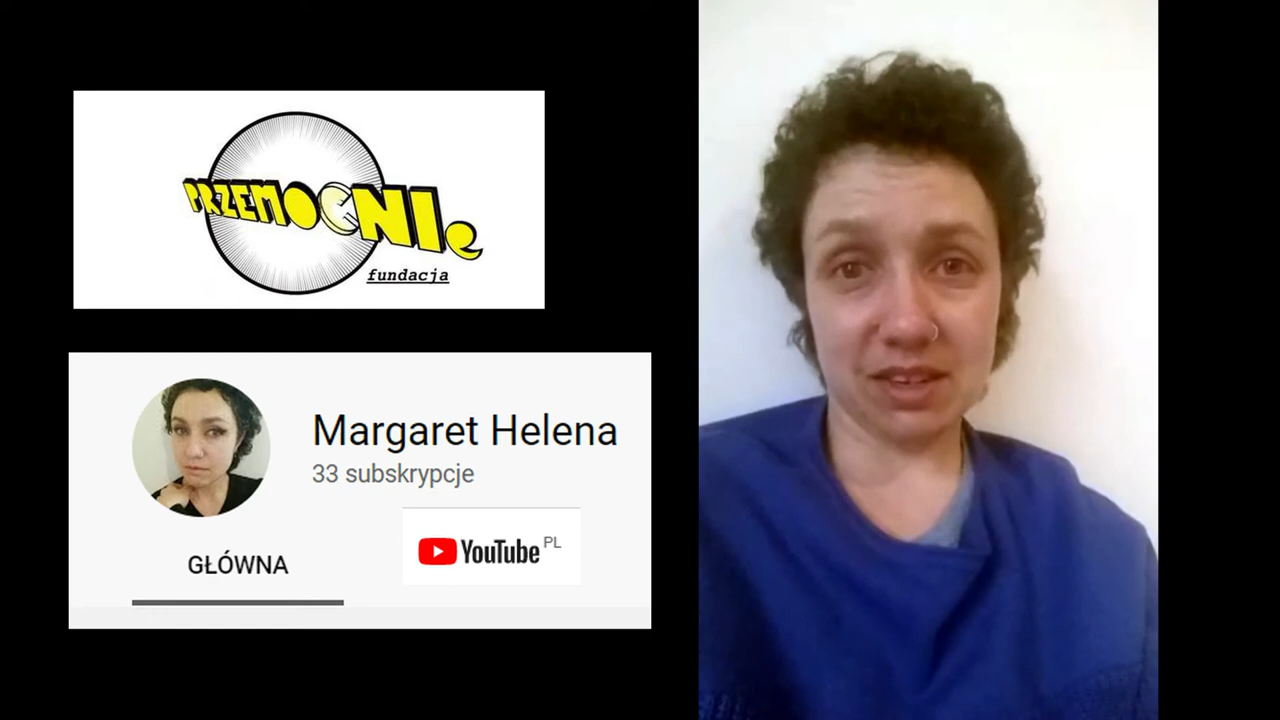 PRZEMOCNIE
fundacja
Margaret Helena
33 subskrypcje
YouTube PL
GŁÓWNA